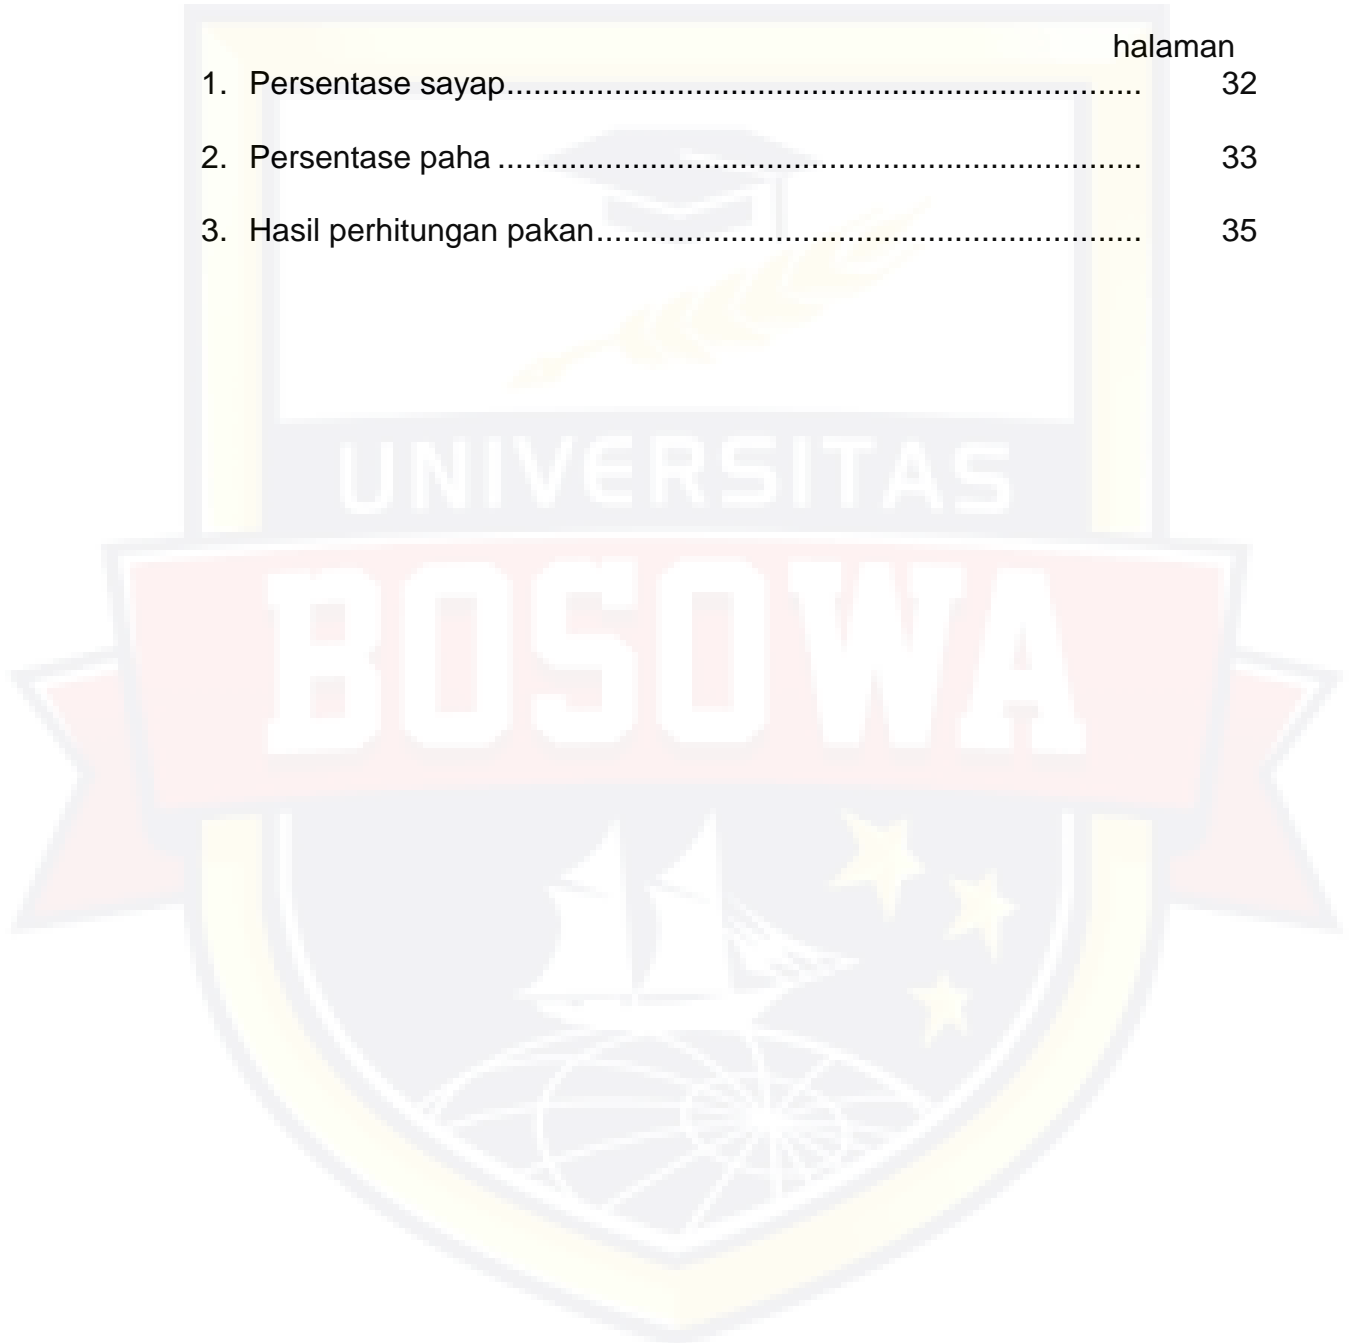 halaman
1. Persentase sayap....................................................................... 32
2. Persentase paha ........................................................................ 33
3. Hasil perhitungan pakan............................................................. 35
UNIVERSITAS
BOSOWA